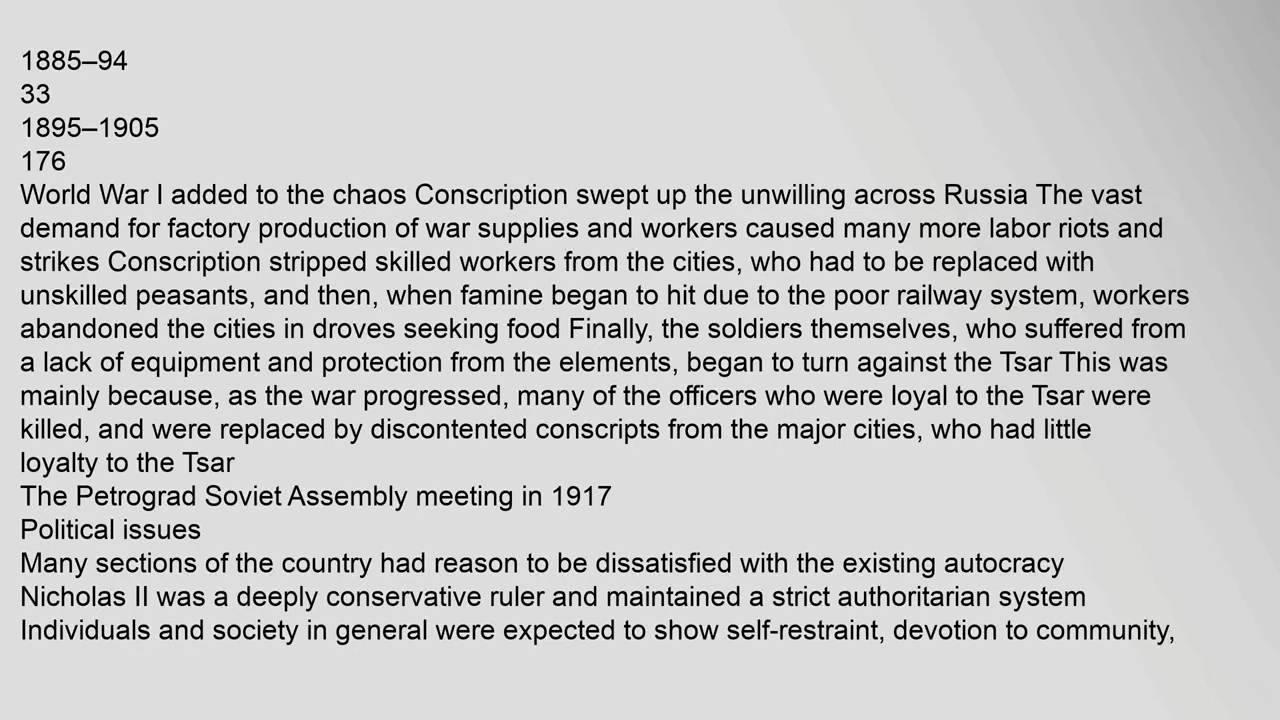 1885–94
33
1895–1905
176
World War I added to the chaos Conscription swept up the unwilling across Russia The vast
demand for factory production of war supplies and workers caused many more labor riots and
strikes Conscription stripped skilled workers from the cities, who had to be replaced with
unskilled peasants, and then, when famine began to hit due to the poor railway system, workers
abandoned the cities in droves seeking food Finally, the soldiers themselves, who suffered from
a lack of equipment and protection from the elements, began to turn against the Tsar This was
mainly because, as the war progressed, many of the officers who were loyal to the Tsar were
killed, and were replaced by discontented conscripts from the major cities, who had little
loyalty to the Tsar
The Petrograd Soviet Assembly meeting in 1917
Political issues
Many sections of the country had reason to be dissatisfied with the existing autocracy
Nicholas II was a deeply conservative ruler and maintained a strict authoritarian system
Individuals and society in general were expected to show self-restraint, devotion to community,